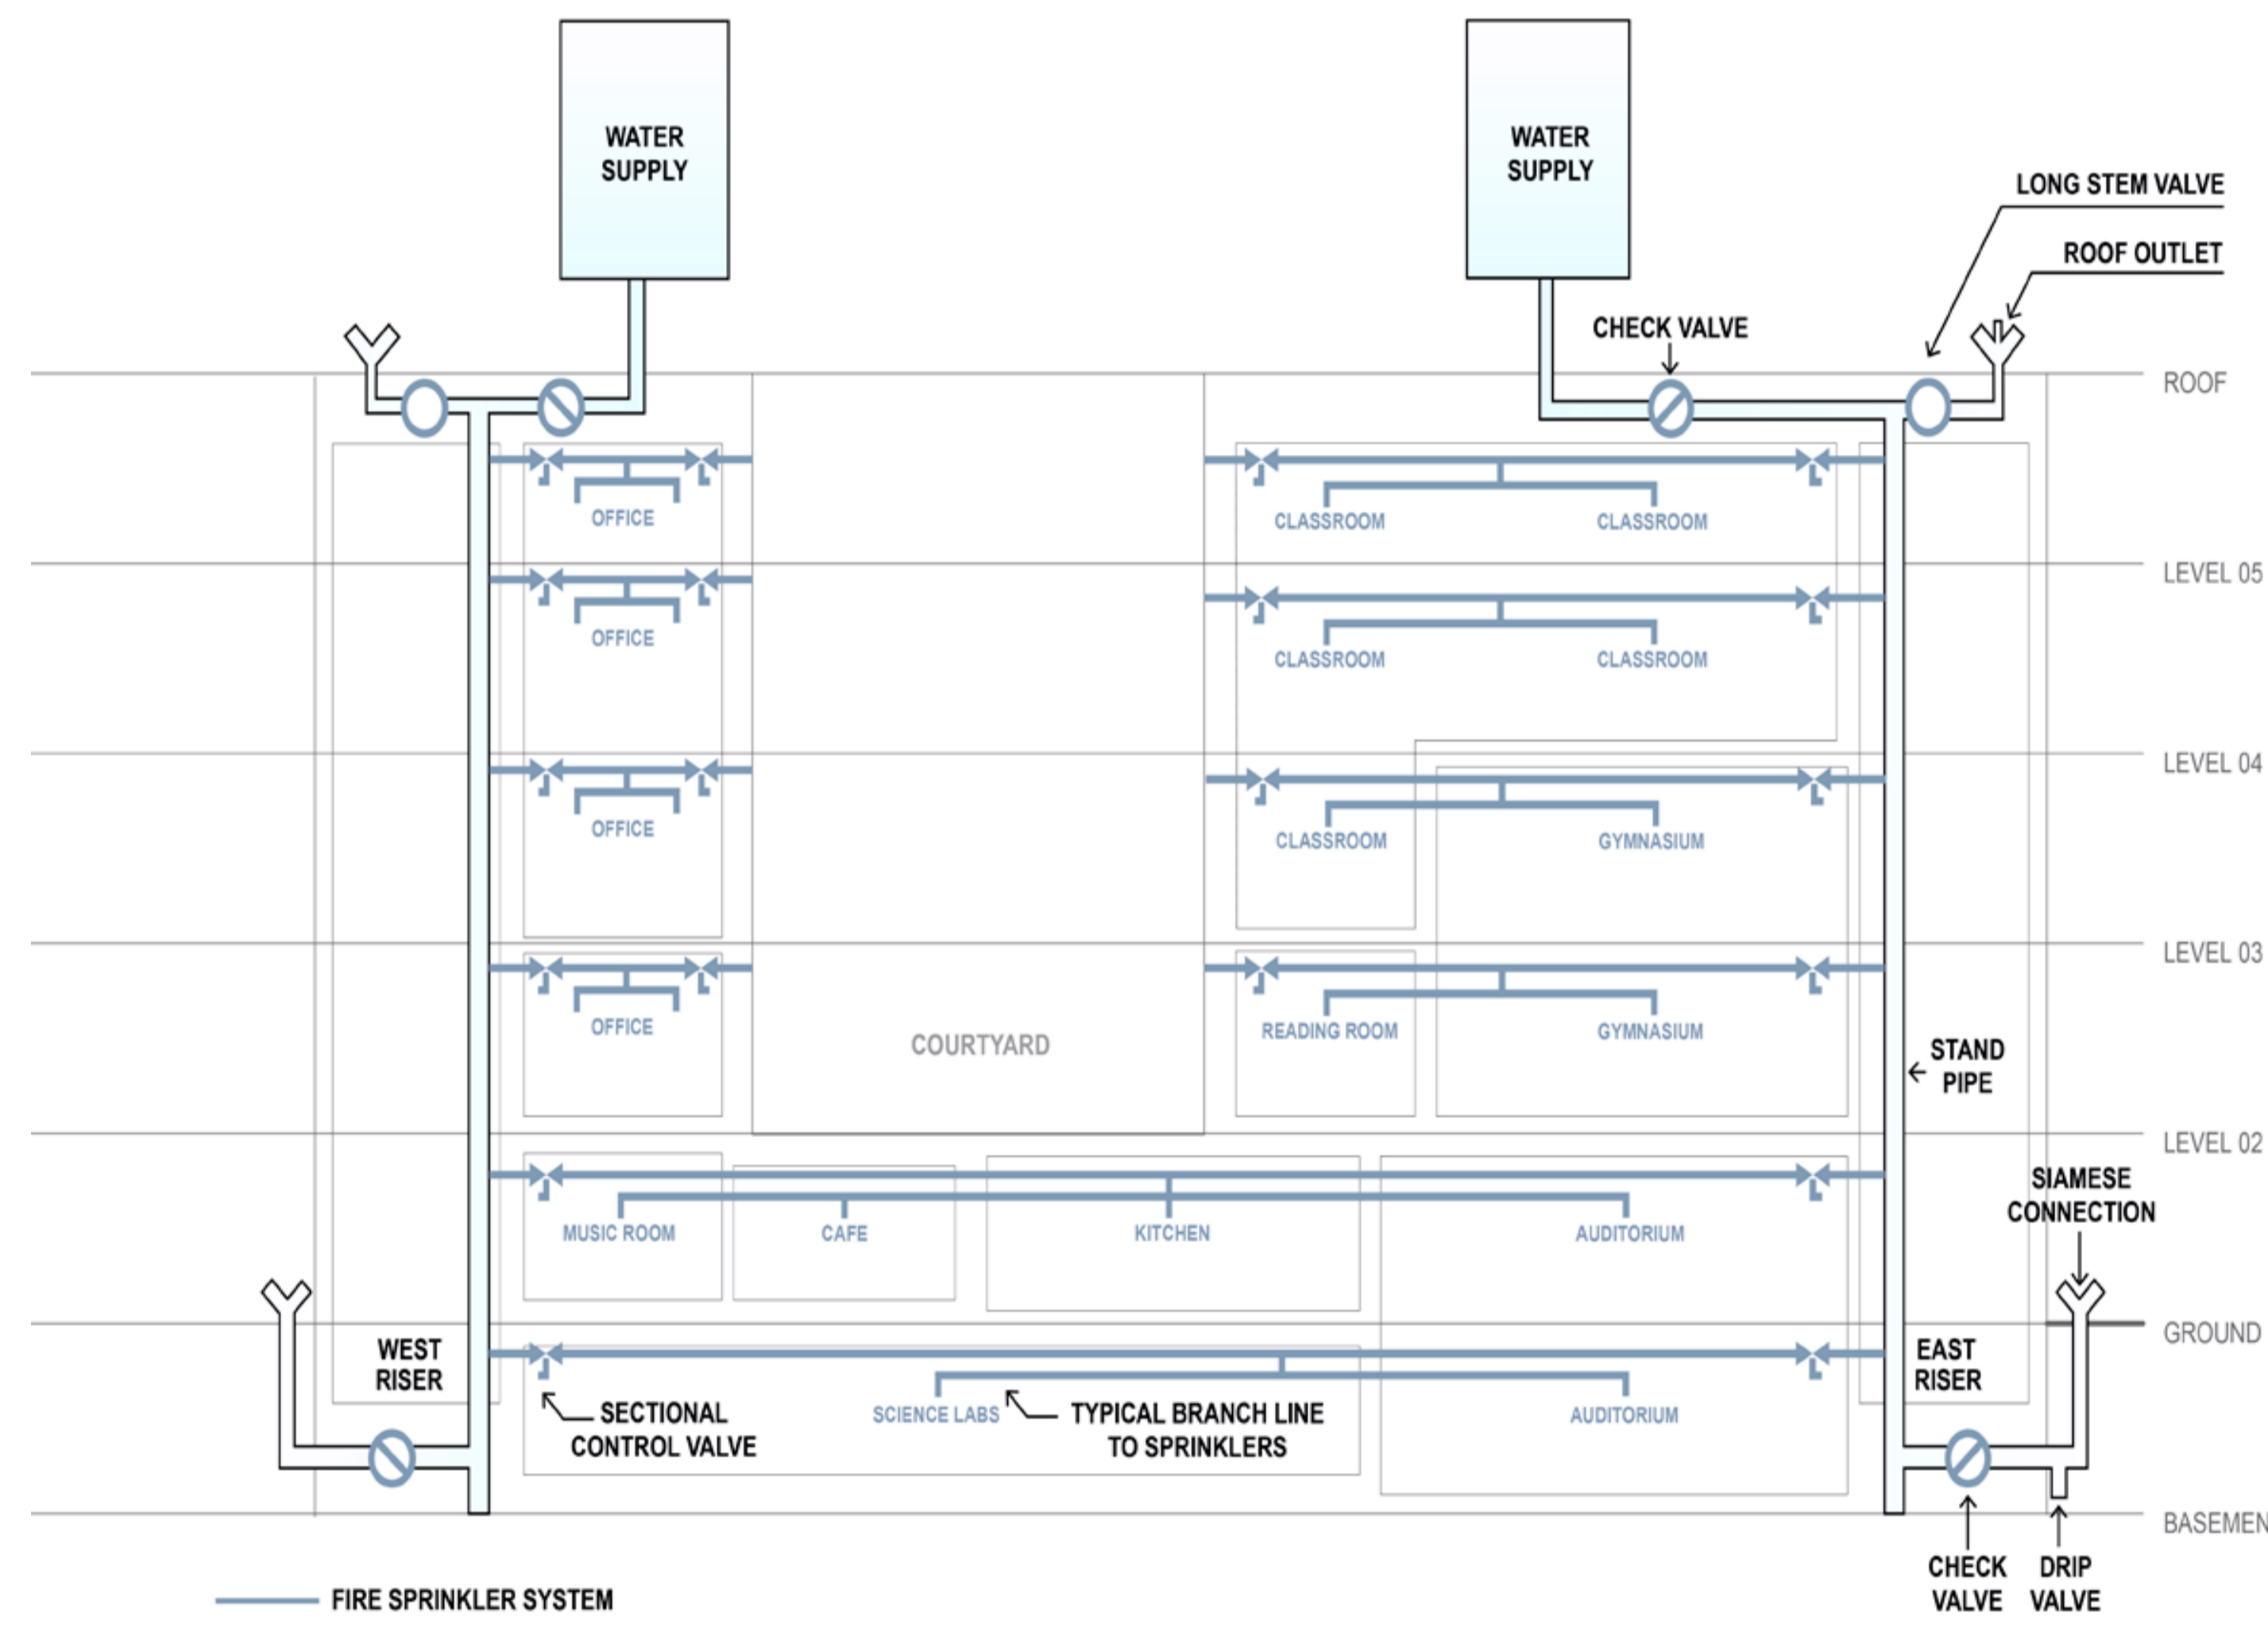 WATER
SUPPLY
WATER
SUPPLY
LONG STEM VALVE
ROOF OUTLET
CHECK VALVE
ROOF
OFFICE
CLASSROOM
CLASSROOM
LEVEL 05
OFFICE
CLASSROOM
CLASSROOM
LEVEL 04
OFFICE
CLASSROOM
GYMNASIUM
LEVEL 03
OFFICE
COURTYARD
READING ROOM
GYMNASIUM
STAND
PIPE
LEVEL 02
SIAMESE
CONNECTION
MUSIC ROOM
CAFE
KITCHEN
AUDITORIUM
GROUND
WEST
RISER
EAST
RISER
SECTIONAL
CONTROL VALVE
SCIENCE LABS
TYPICAL BRANCH LINE
TO SPRINKLERS
AUDITORIUM
BASEMEN
CHECK
VALVE
DRIP
VALVE
FIRE SPRINKLER SYSTEM